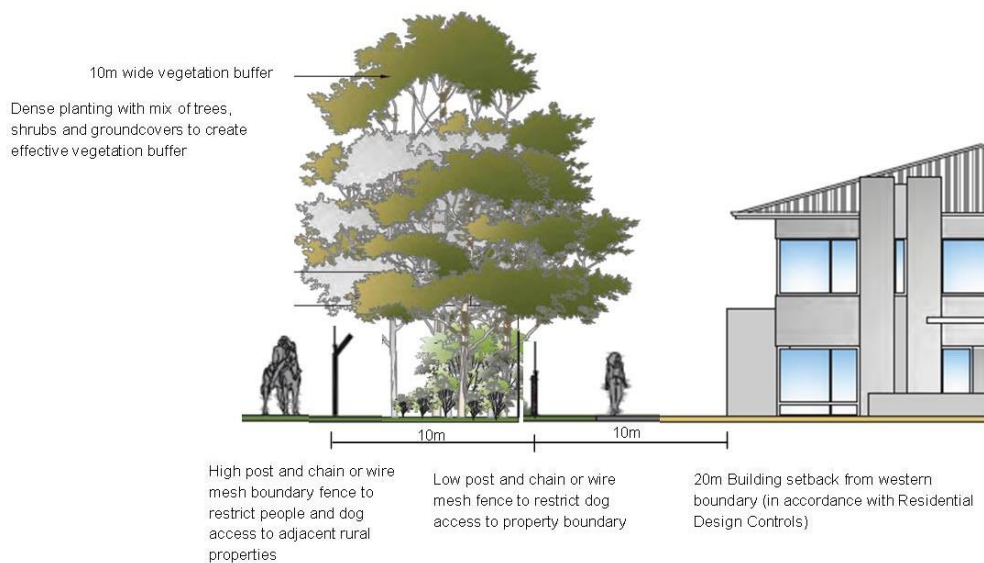 10m wide vegetation buffer
Dense planting with mix of trees,
shrubs and groundcovers to create
effective vegetation buffer
10m
10m
High post and chain or wire
mesh boundary fence to
restrict people and dog
access to adjacent rural
properties
Low post and chain or wire
mesh fence to restrict dog
access to property boundary
20m Building setback from western
boundary (in accordance with Residential
Design Controls)